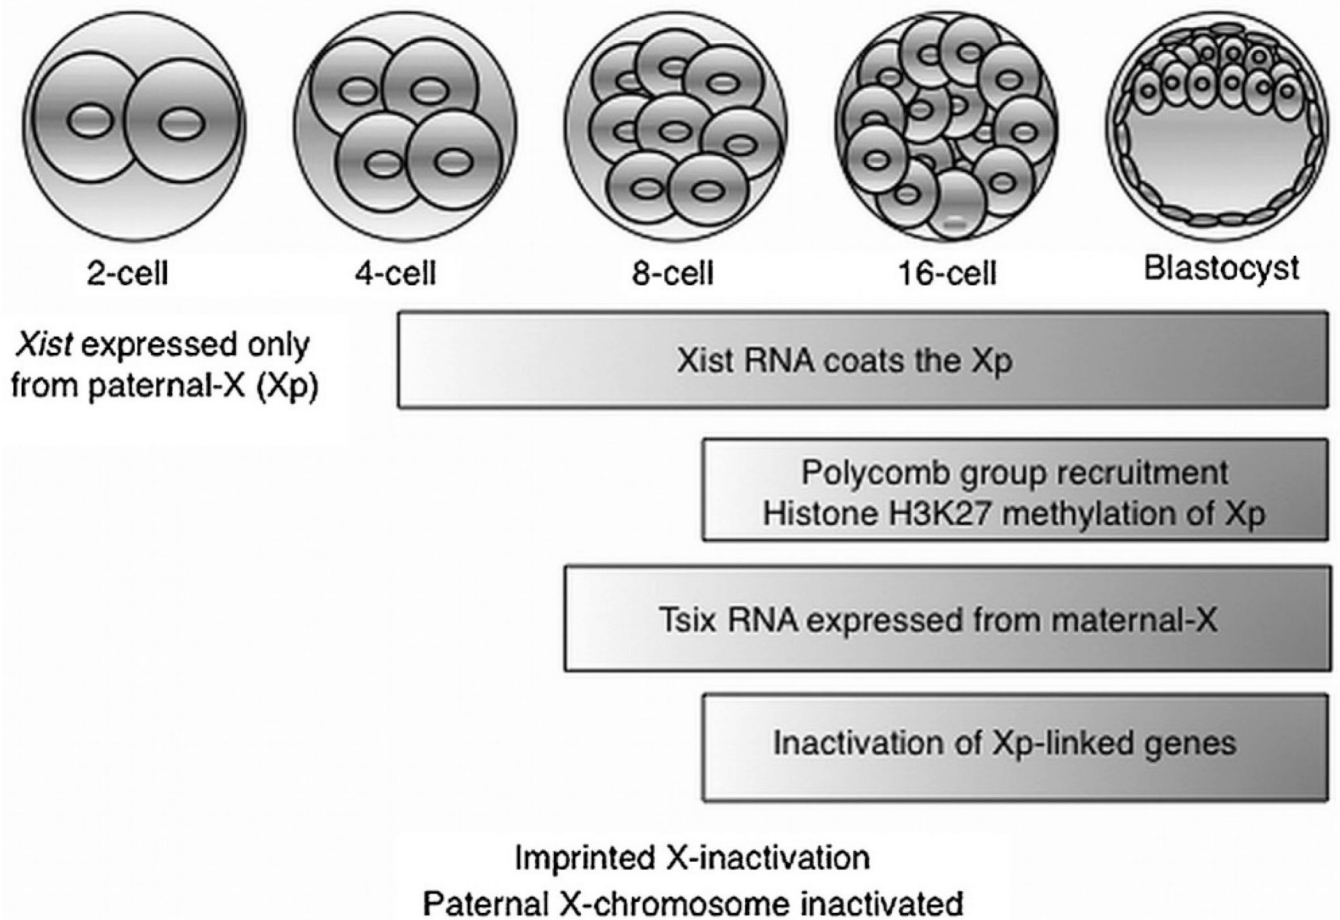 2-cell
4-cell
8-cell
16-cell
Blastocyst
Xist expressed only
from paternal-X (Xp)
Xist RNA coats the Xp
Polycomb group recruitment
Histone H3K27 methylation of Xp
Tsix RNA expressed from maternal-X
Inactivation of Xp-linked genes
Imprinted X-inactivation
Paternal X-chromosome inactivated